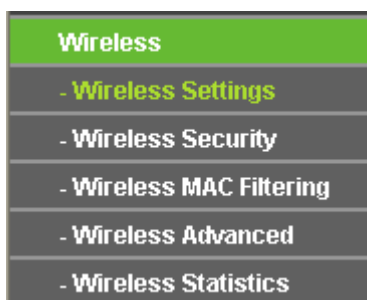 Wireless
- Wireless Settings
- Wireless Security
- Wireless MAC Filtering
- Wireless Advanced
- Wireless Statistics